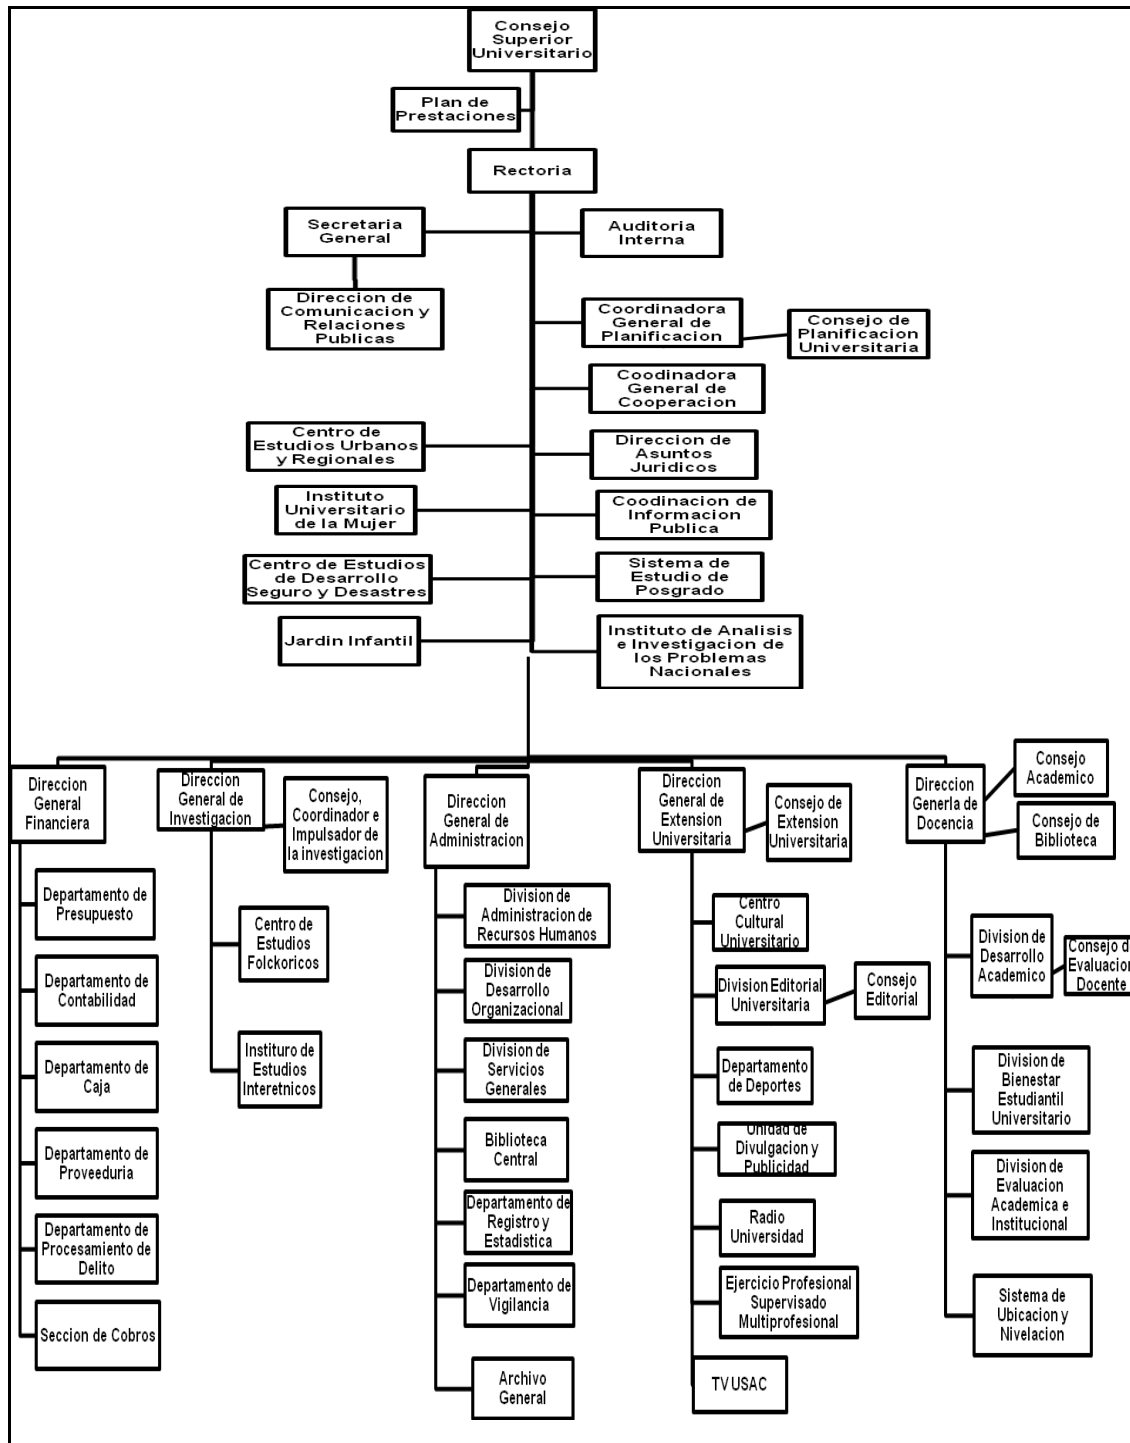 Consejo
Superior
Universitario
Plan de
Prestaciones
Rectoria
Secretaria
General
Auditoria
Interna
Direccion de
Comunicacion y
Relaciones
Publicas
Coordinadora
General de
Planificacion
Consejo de
Planificacion
Universitaria
Coodinadora
General de
Cooperacion
Centro de
Estudios Urbanos
y Regionales
Direccion de
Asuntos
Juridicos
Instituto
Universitario
de la Mujer
Coodinacion de
Informacion
Publica
Centro de Estudios
de Desarrollo
Seguro y Desastres
Sistema de
Estudio de
Posgrado
Jardin Infantil
Instituto de Analisis
e Investigacion de
los Problemas
Nacionales
Direccion
General
Financiera
Direccion
General de
Investigacion
Consejo,
Coordinador e
Impulsador de
la investigacion
Direccion
General de
Administracion
Direccion
General de
Extension
Universitaria
Consejo de
Extension
Universitaria
Direccion
Generla de
Docencia
Consejo
Academico
Consejo de
Biblioteca
Departamento de
Presupuesto
Departamento de
Contabilidad
Departamento de
Caja
Departamento de
Proveeduria
Departamento de
Procesamiento de
Delito
Seccion de Cobros
Centro de
Estudios
Folckoricos
Instituro de
Estudios
Interetnicos
Division de
Administracion de
Recursos Humanos
Division de
Desarrollo
Organizacional
Division de
Servicios
Generales
Biblioteca
Central
Departamento de
Registro y
Estadistica
Departamento de
Vigilancia
Archivo
General
Centro
Cultural
Universitario
Division Editorial
Universitaria
Consejo
Editorial
Departamento
de Deportes
Unidad de
Divulgacion y
Publicidad
Radio
Universidad
Ejercicio Profesional
Supervisado
Multiprofesional
TV USAC
Division de
Desarrollo
Academico
Consejo d
Evaluacion
Docente
Division de
Bienestar
Estudiantil
Universitario
Division de
Evaluacion
Academica e
Institucional
Sistema de
Ubicacion y
Nivelacion